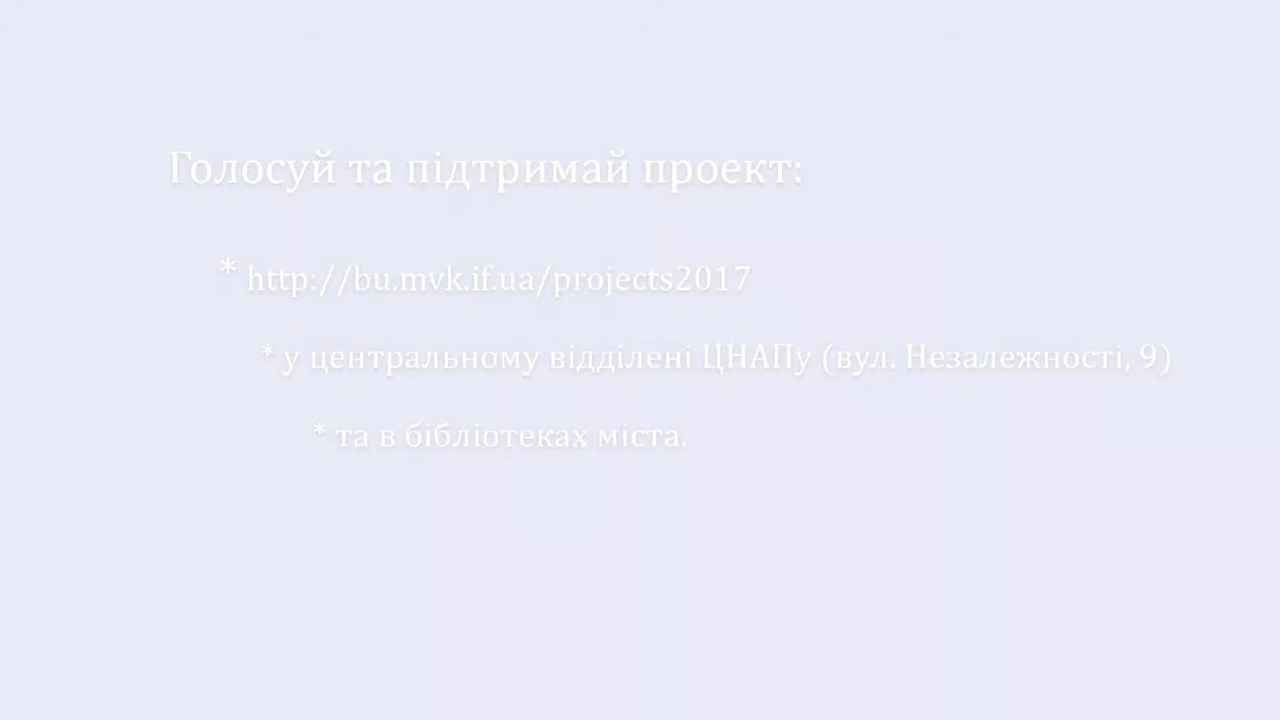 Голосуй та підтримай проект:
* http://bu.mvk.if.ua/projects2017
* у центральному відділені ЦНАПу (вул. Незалежності, 9)
* та в бібліотеках міста.